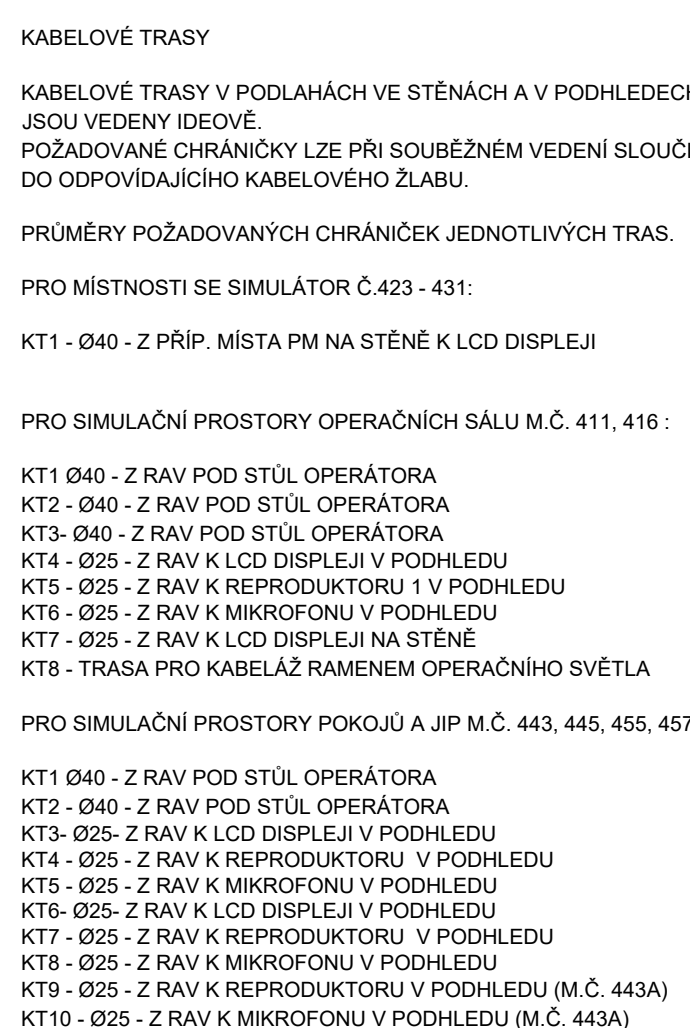 KABELOVÉ TRASY
KABELOVÉ TRASY V PODLAHÁCH VE STĚNÁCH A V PODHLEDECH
JSOU VEDENY IDEOVĚ.
POŽADOVANÉ CHRÁNIČKY LZE PŘI SOUBĚŽNÉM VEDENÍ
DO ODPOVÍDAJÍCÍHO KABELOVÉHO ŽLABU.
PRŮMĚRY POŽADOVANÝCH CHRÁNIČEK JEDNOTLIVÝCH TRAS.
PRO MÍSTNOSTI SE SIMULÁTOR Č.423 - 431:
KT1 - Ø40 - Z PŘÍP. MÍSTA PM NA STĚNĚ K LCD DISPLEJI
PRO SIMULAČNÍ PROSTORY OPERAČNÍCH SÁLU M.Č. 411, 416 :
KT1 Ø40 - Z RAV POD STŮL OPERÁTORA
KT2 - Ø40 - Z RAV POD STŮL OPERÁTORA
KT3- Ø40 - Z RAV POD STŮL OPERÁTORA
KT4 - Ø25 - Z RAV K LCD DISPLEJI V PODHLEDU
KT5 - Ø25 - Z RAV K REPRODUKTORU 1 V PODHLEDU
KT6 - Ø25 - Z RAV K MIKROFONU V PODHLEDU
KT7 - Ø25 - Z RAV K LCD DISPLEJI NA STĚNĚ
KT8 - TRASA PRO KABELÁŽ RAMENEM OPERAČNÍHO SVĚTLA
PRO SIMULAČNÍ PROSTORY POKOJŮ A JIP M.Č. 443, 445, 455, 457
KT1 Ø40 - Z RAV POD STŮL OPERÁTORA
KT2 - Ø40 - Z RAV POD STŮL OPERÁTORA
KT3- Ø25- Z RAV K LCD DISPLEJI V PODHLEDU
KT4 - Ø25 - Z RAV K REPRODUKTORU V PODHLEDU
KT5 - Ø25 - Z RAV K MIKROFONU V PODHLEDU
KT6- Ø25- Z RAV K LCD DISPLEJI V PODHLEDU
KT7 - Ø25 - Z RAV K REPRODUKTORU V PODHLEDU
KT8 - Ø25 - Z RAV K MIKROFONU V PODHLEDU
KT9 - Ø25 - Z RAV K REPRODUKTORU V PODHLEDU (M.Č. 443A)
KT10 - Ø25 - Z RAV K MIKROFONU V PODHLEDU (M.Č. 443A)